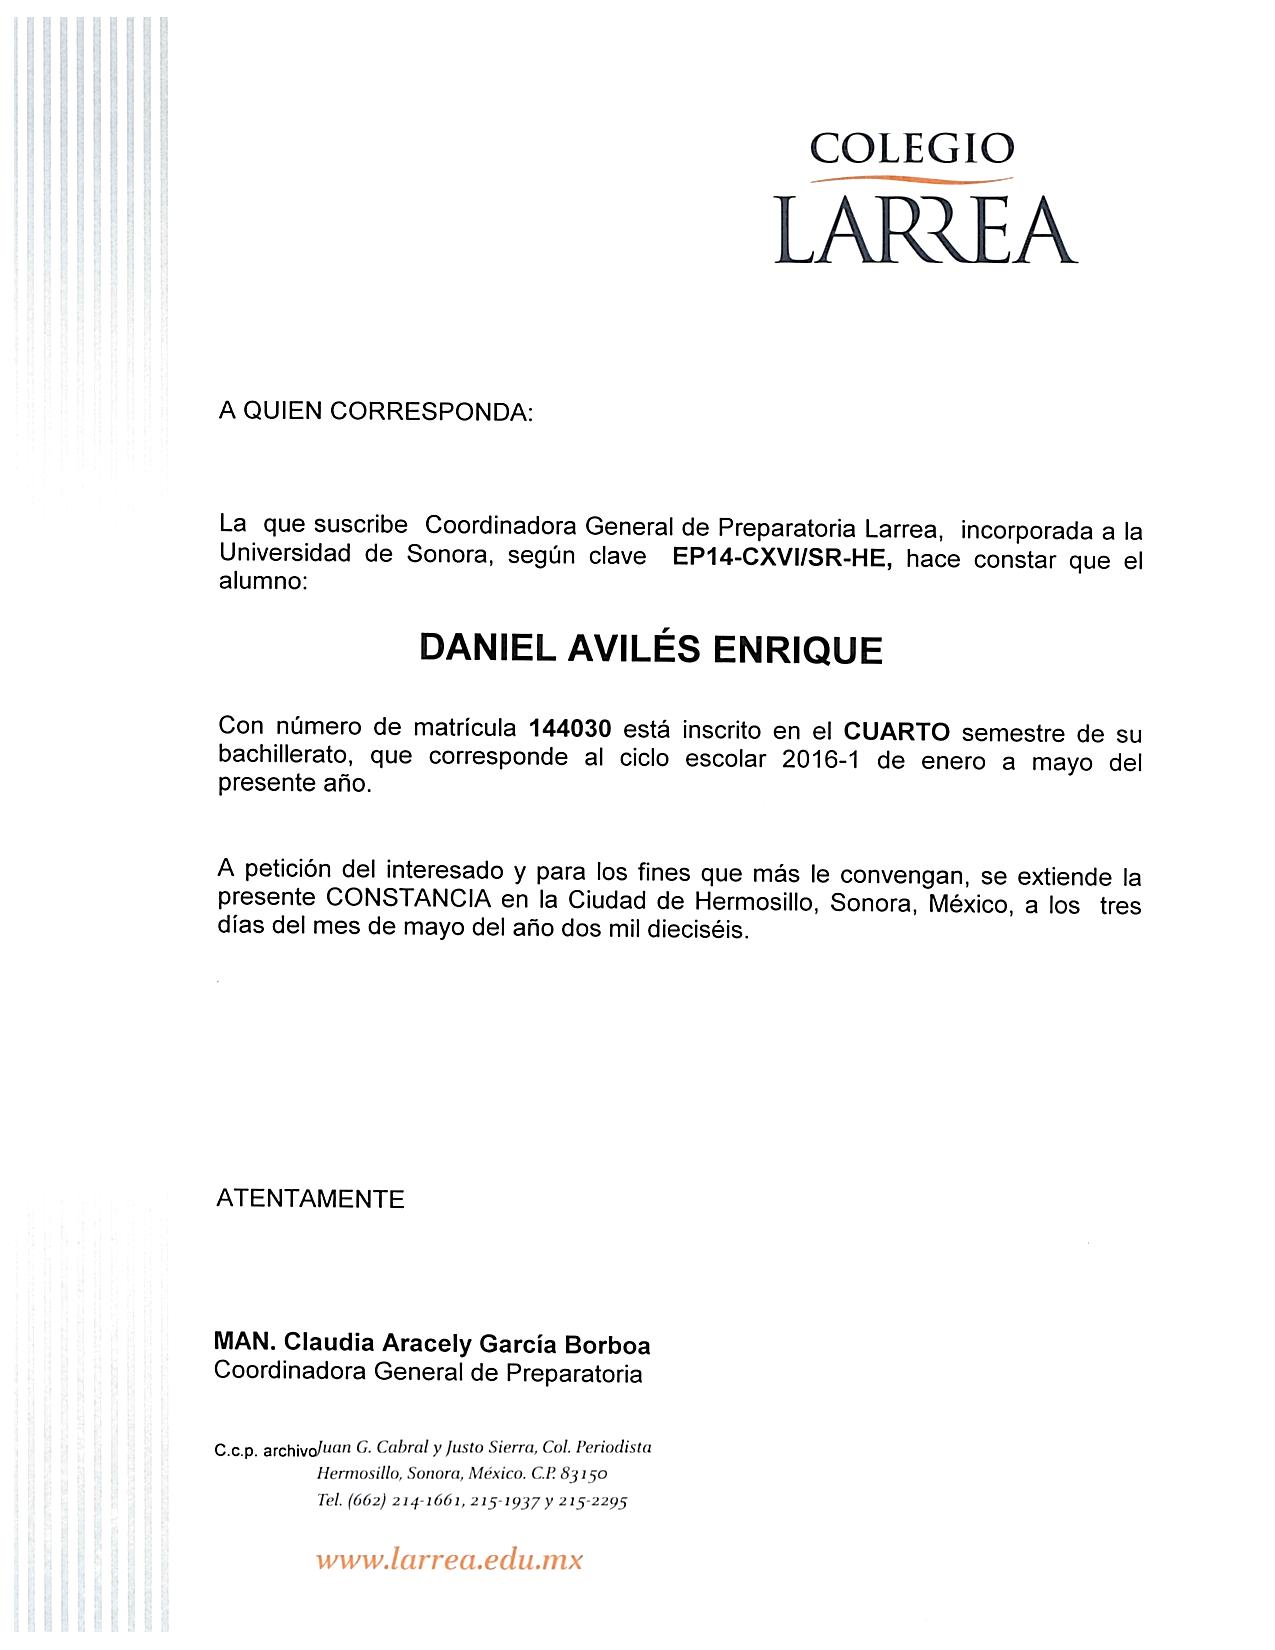 COLEGIO
LARREA
A QUIEN CORRESPONDA:
La que suscribe Coordinadora General de Preparatoria Larrea, incorporada a la
Universidad de Sonora, según clave EP14-CXVI/SR-HE, hace constar que el
alumno:
DANIEL AVILÉS ENRIQUE
Con número de matrícula 144030 está inscrito en el CUARTO semestre de su
bachillerato, que corresponde al ciclo escolar 2016-1 de enero a mayo del
presente año.
A petición del interesado y para los fines que más le convengan, se extiende la
presente CONSTANCIA en la Ciudad de Hermosillo, Sonora, México, a los tres
días del mes de mayo del año dos mil dieciséis.
ATENTAMENTE
MAN. Claudia Aracely García Borboa
Coordinadora General de Preparatoria
C.c.p. archivo Juan G. Cabral y Justo Sierra, Col. Periodista
Hermosillo, Sonora, México. C.P. 83150
Tel. (662) 214-1661, 215-1937 y 215-2295
www.larrea.edu.mx